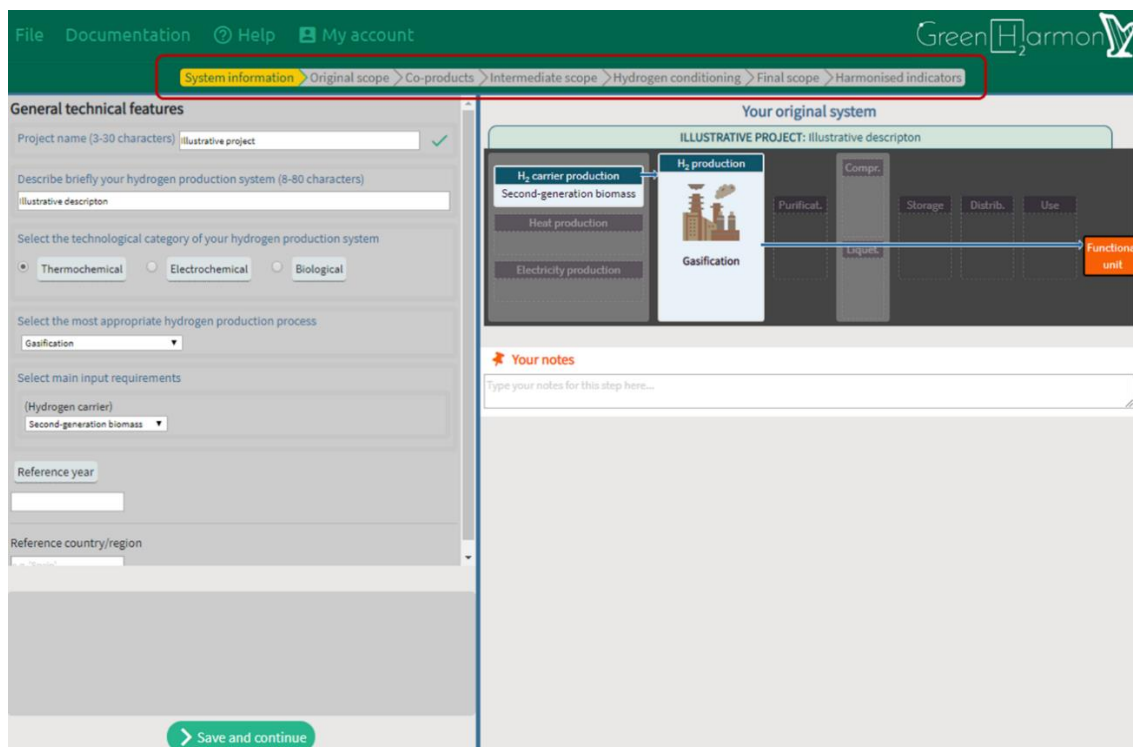 File Documentation Help My account
GreenH2armony
System information Original scope Co-products Intermediate scope Hydrogen conditioning Final scope Harmonised indicators
General technical features
Project name (3-30 characters) Illustrative project
Describe briefly your hydrogen production system (8-80 characters)
Illustrative descripton
Select the technological category of your hydrogen production system
Thermochemical Electrochemical Biological
Select the most appropriate hydrogen production process
Gasification
Select main input requirements
(Hydrogen carrier)
Second-generation biomass
Reference year
Reference country/region
Save and continue
Your original system
ILLUSTRATIVE PROJECT: Illustrative descripton
H2 carrier production
Second-generation biomass
Heat production
Electricity production
H2 production
Gasification
Purificat.
Compr.
Liquef.
Storage
Distrib.
Use
Functiona
unit
Your notes
Type your notes for this step here...